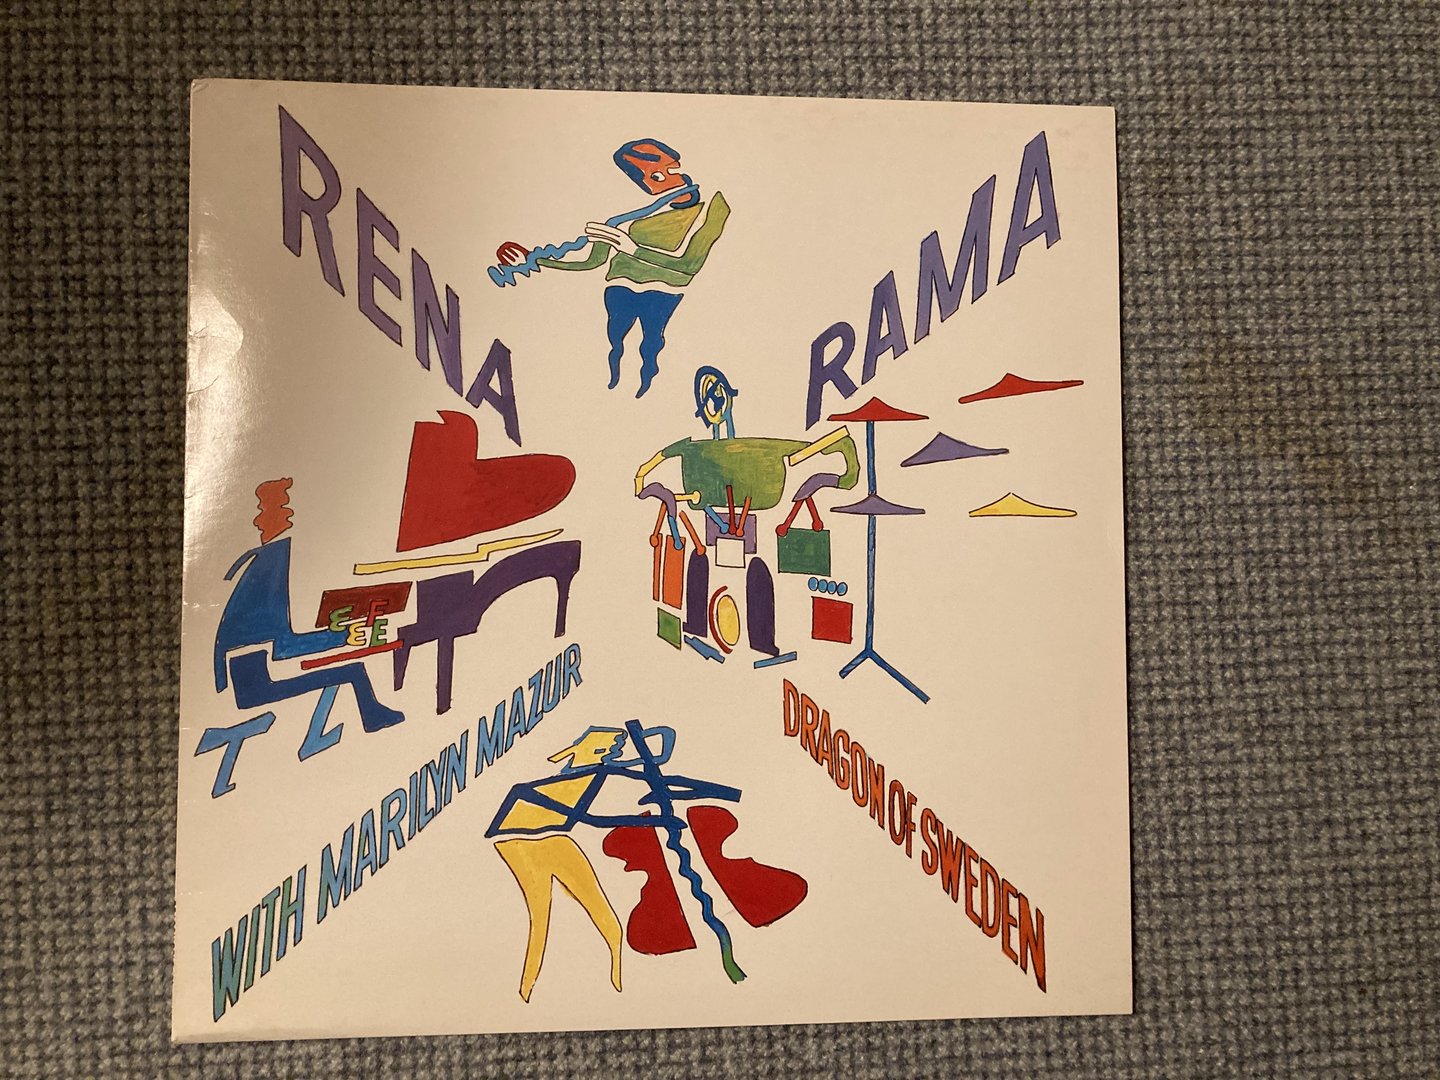 RENA
RAMA
WITH MARILYN MAZUR
DRAGON OF SWEDEN